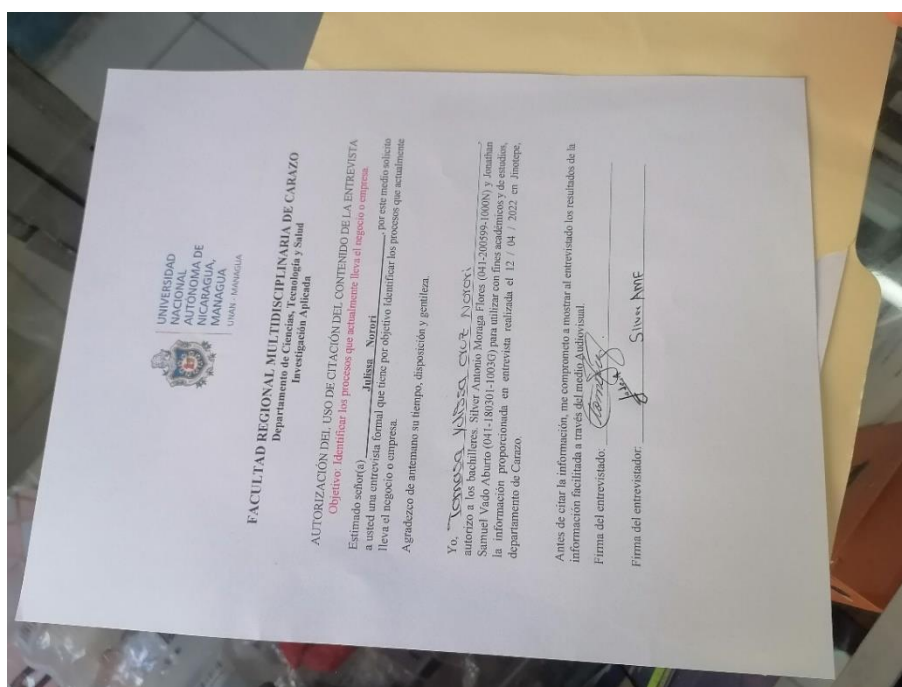 UNIVERSIDAD
NACIONAL
AUTÓNOMA DE
NICARAGUA,
MANAGUA
UNAN - MANAGUA
FACULTAD REGIONAL MULTIDISCIPLINARIA DE CARAZO
Departamento de Ciencias, Tecnología y Salud
Investigación Aplicada
AUTORIZACIÓN DEL USO DE CITACIÓN DEL CONTENIDO DE LA ENTREVISTA
Objetivo: Identificar los procesos que actualmente lleva el negocio o empresa.
Estimado señor(a) Julissa Norori, por este medio solicito
a usted una entrevista formal que tiene por objetivo Identificar los procesos que actualmente
lleva el negocio o empresa.
Agradezco de antemano su tiempo, disposición y gentileza.
Yo, Julissa Cruz Norori,
autorizo a los bachilleres. Silver Antonio Moraga Flores (041-200599-1000N) y Jonathan
Samuel Vado Aburto (041-180301-1003G) para utilizar con fines académicos y de estudios,
la información proporcionada en entrevista realizada el 12 / 04 / 2022 en Jinotepe,
departamento de Carazo.
Antes de citar la información, me comprometo a mostrar al entrevistado los resultados de la
información facilitada a través del medio Audiovisual.
Firma del entrevistado:
Firma del entrevistador: Silver AMF